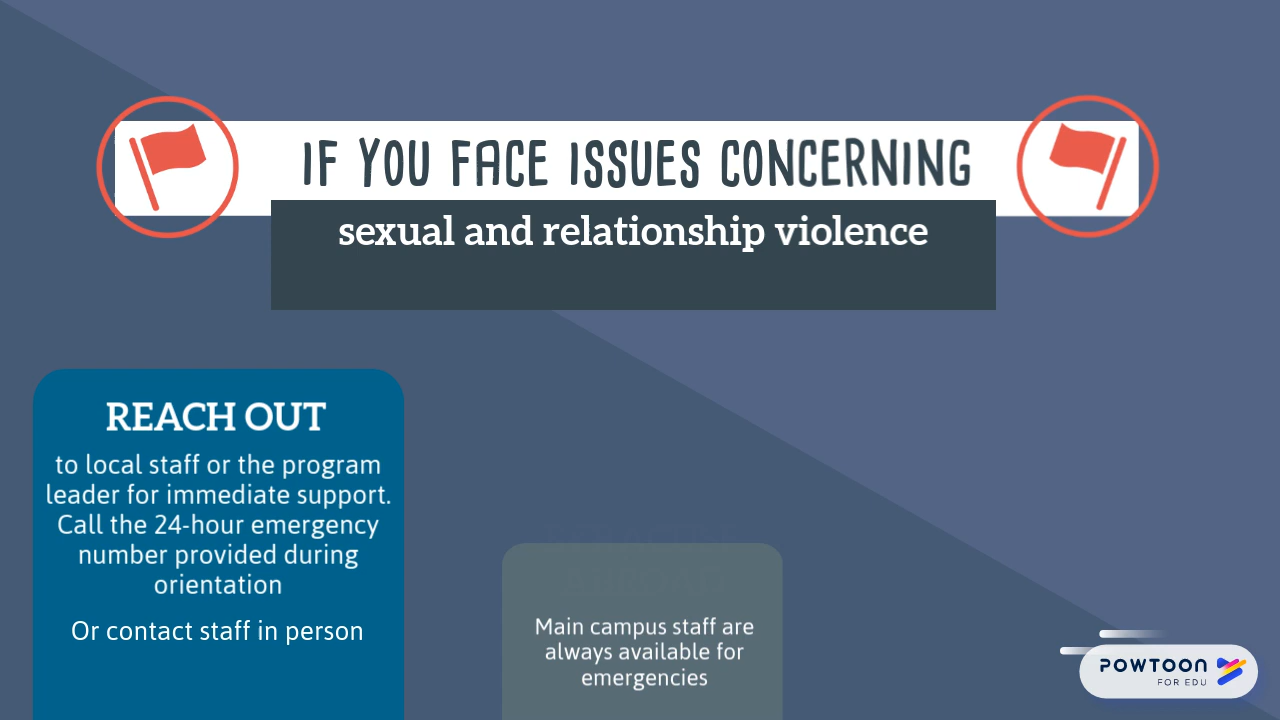 IF YOU FACE ISSUES CONCERNING
sexual and relationship violence
REACH OUT
to local staff or the program
leader for immediate support.
Call the 24-hour emergency
number provided during
orientation
Or contact staff in person
Main campus staff are
always available for
emergencies
POWTOON
FOR EDU